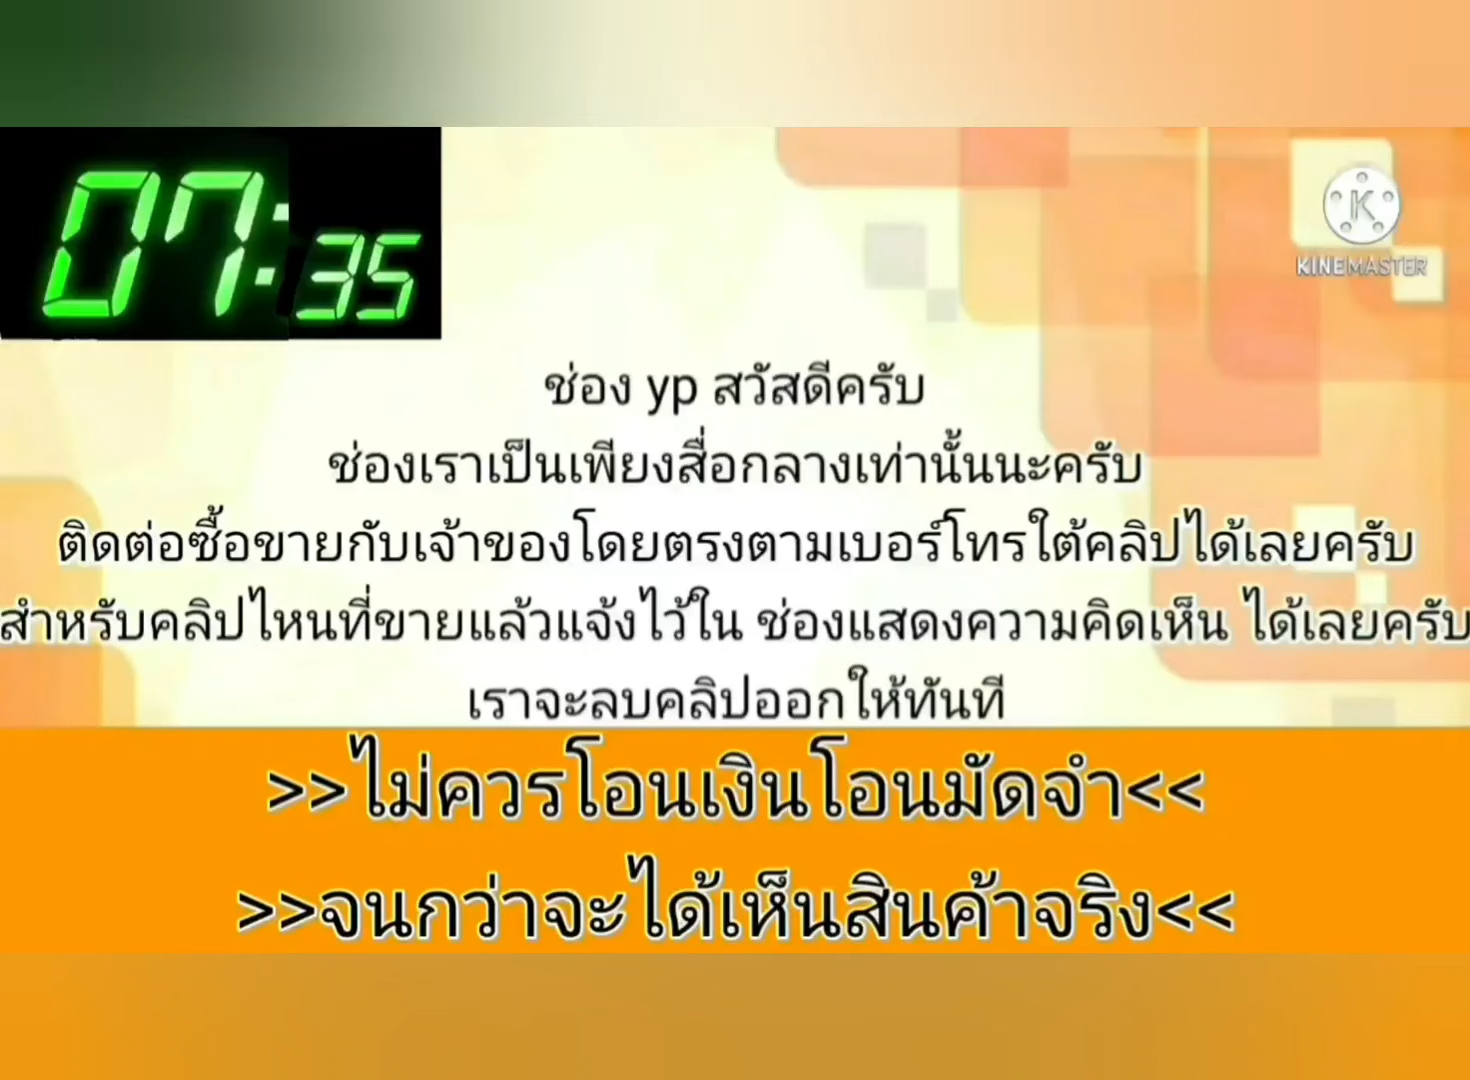 07:35
KINEMASTER
ช่อง yp สวัสดีครับ
ช่องเราเป็นเพียงสื่อกลางเท่านั้นนะครับ
ติดต่อซื้อขายกับเจ้าของโดยตรงตามเบอร์โทรใต้คลิปได้เลยครับ
สำหรับคลิปไหนที่ขายแล้วแจ้งไว้ใน ช่องแสดงความคิดเห็น ได้เลยครับ
เราจะลบคลิปออกให้ทันที
>>ไม่ควรโอนเงินโอนมัดจำ<<
>>จนกว่าจะได้เห็นสินค้าจริง<<